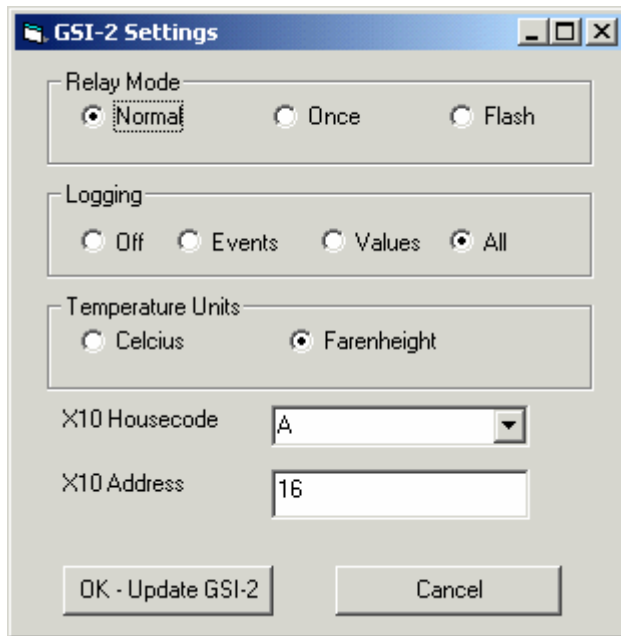 GSI-2 Settings
Relay Mode
Normal Once Flash
Logging
Off Events Values All
Temperature Units
Celcius Farenheight
X10 Housecode A
X10 Address 16
OK - Update GSI-2 Cancel